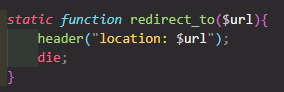 static function redirect_to($url){
    header("location: $url");
    die;
}